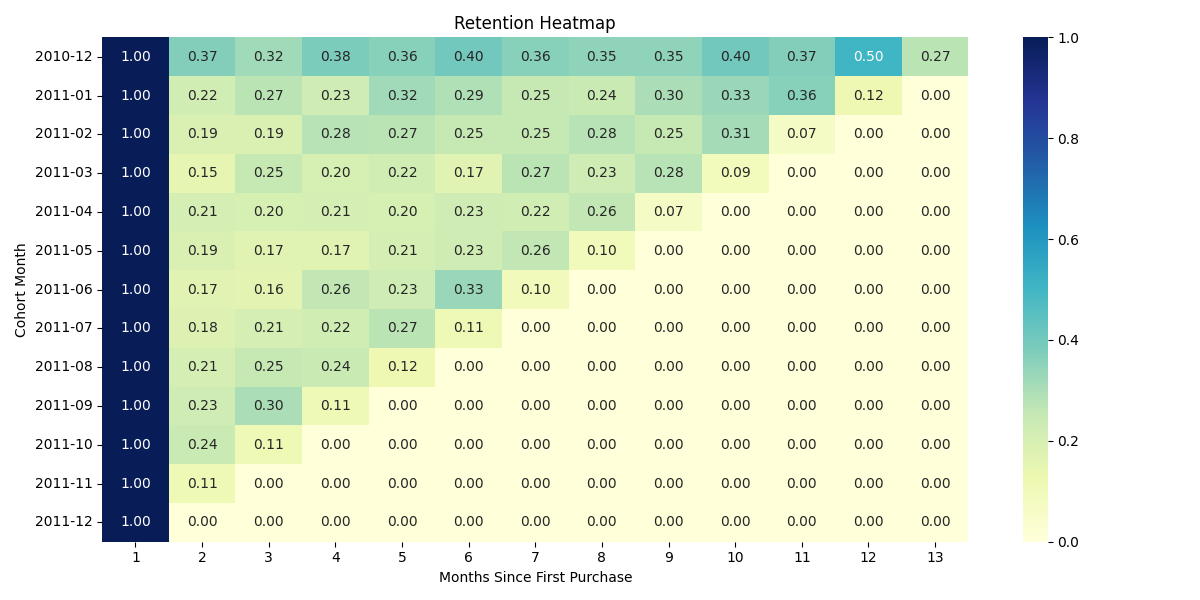 Retention Heatmap
Cohort Month
2010-12 1.00 0.37 0.32 0.38 0.36 0.40 0.36 0.35 0.35 0.40 0.37 0.50 0.27
2011-01 1.00 0.22 0.27 0.23 0.32 0.29 0.25 0.24 0.30 0.33 0.36 0.12 0.00
2011-02 1.00 0.19 0.19 0.28 0.27 0.25 0.25 0.28 0.25 0.31 0.07 0.00 0.00
2011-03 1.00 0.15 0.25 0.20 0.22 0.17 0.27 0.23 0.28 0.09 0.00 0.00 0.00
2011-04 1.00 0.21 0.20 0.21 0.20 0.23 0.22 0.26 0.07 0.00 0.00 0.00 0.00
2011-05 1.00 0.19 0.17 0.17 0.21 0.23 0.26 0.10 0.00 0.00 0.00 0.00 0.00
2011-06 1.00 0.17 0.16 0.26 0.23 0.33 0.10 0.00 0.00 0.00 0.00 0.00 0.00
2011-07 1.00 0.18 0.21 0.22 0.27 0.11 0.00 0.00 0.00 0.00 0.00 0.00 0.00
2011-08 1.00 0.21 0.25 0.24 0.12 0.00 0.00 0.00 0.00 0.00 0.00 0.00 0.00
2011-09 1.00 0.23 0.30 0.11 0.00 0.00 0.00 0.00 0.00 0.00 0.00 0.00 0.00
2011-10 1.00 0.24 0.11 0.00 0.00 0.00 0.00 0.00 0.00 0.00 0.00 0.00 0.00
2011-11 1.00 0.11 0.00 0.00 0.00 0.00 0.00 0.00 0.00 0.00 0.00 0.00 0.00
2011-12 1.00 0.00 0.00 0.00 0.00 0.00 0.00 0.00 0.00 0.00 0.00 0.00 0.00
1 2 3 4 5 6 7 8 9 10 11 12 13
Months Since First Purchase
1.0
0.8
0.6
0.4
0.2
0.0